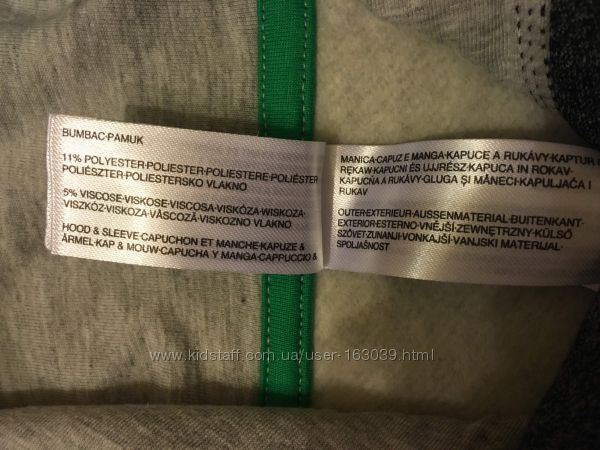 BUMBAC•PAMUK
11% POLYESTER•POLIESTER•POLIESTERE•POLIÉSTER
POLIÉSZTER•POLIESTERSKO VLAKNO
5% VISCOSE•VISKOSE•VISCOSA•VISKÓZA•WISKOZA•
VISZKÓZ•VISKOZA•VÂSCOZĂ•VISKOZNO VLAKNO
HOOD & SLEEVE•CAPUCHON ET MANCHE•KAPUZE &
ÄRMEL•KAP & MOUW•CAPUCHA Y MANGA•CAPPUCCIO &
MANICA•CAPUZ E MANGA•KAPUCE A RUKÁVY•KAPTUR I
RĘKAW•KAPUCNI ÉS UJJRÉSZ•KAPUCA IN ROKAV•
KAPUCŇA A RUKÁVY•GLUGA ŞI MÂNECI•KAPULJAČA I
RUKAV
OUTER•EXTERIEUR•AUSSENMATERIAL•BUITENKANT•
EXTERIOR•ESTERNO•VNĚJŠÍ•ZEWNĘTRZNY•KÜLSŐ
SZÖVET•ZUNANJI•VONKAJŠÍ•VANJSKI MATERIJAL•
SPOLJAŠNOST
www.kidstaff.com.ua/user-163039.html